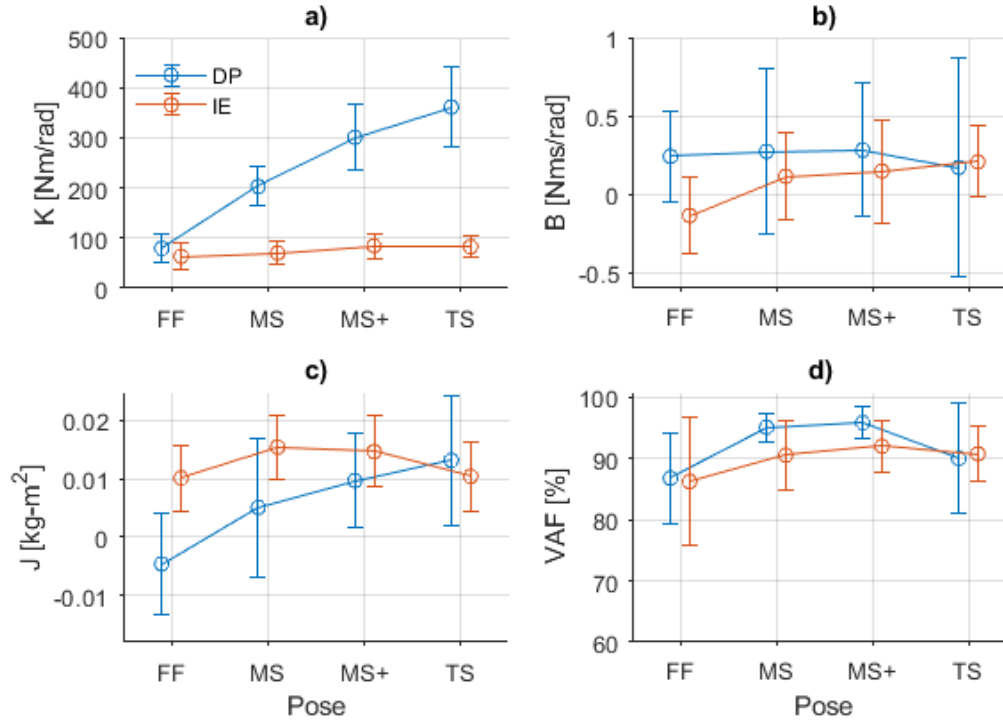 a)
500
400
300
200
100
0
K [Nm/rad]
DP
IE
FF MS MS+ TS
b)
1
0.5
0
-0.5
B [Nms/rad]
FF MS MS+ TS
c)
0.02
0.01
0
-0.01
J [kg-m²]
FF MS MS+ TS
Pose
d)
100
90
80
70
60
VAF [%]
FF MS MS+ TS
Pose